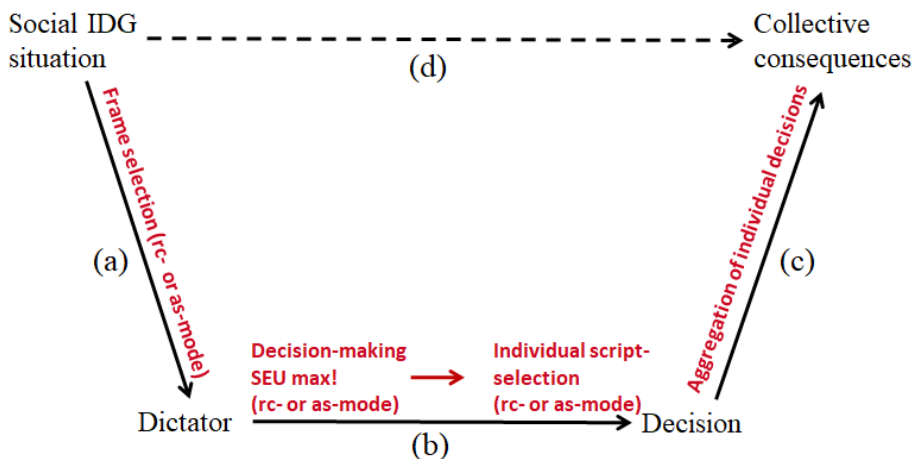 Social IDG
situation
Collective
consequences
(d)
Frame selection (rc- or as-mode)
(a)
Aggregation of individual decisions
(c)
Decision-making
SEU max!
(rc- or as-mode)
Individual script-
selection
(rc- or as-mode)
Dictator
Decision
(b)